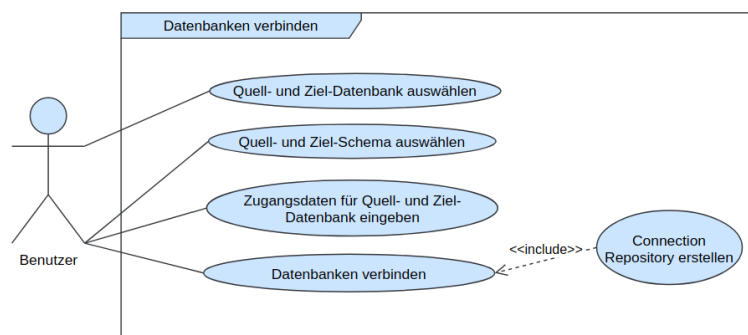 Datenbanken verbinden
Quell- und Ziel-Datenbank auswählen
Quell- und Ziel-Schema auswählen
Zugangsdaten für Quell- und Ziel-
Datenbank eingeben
Benutzer
Datenbanken verbinden
<<include>>
Connection
Repository erstellen